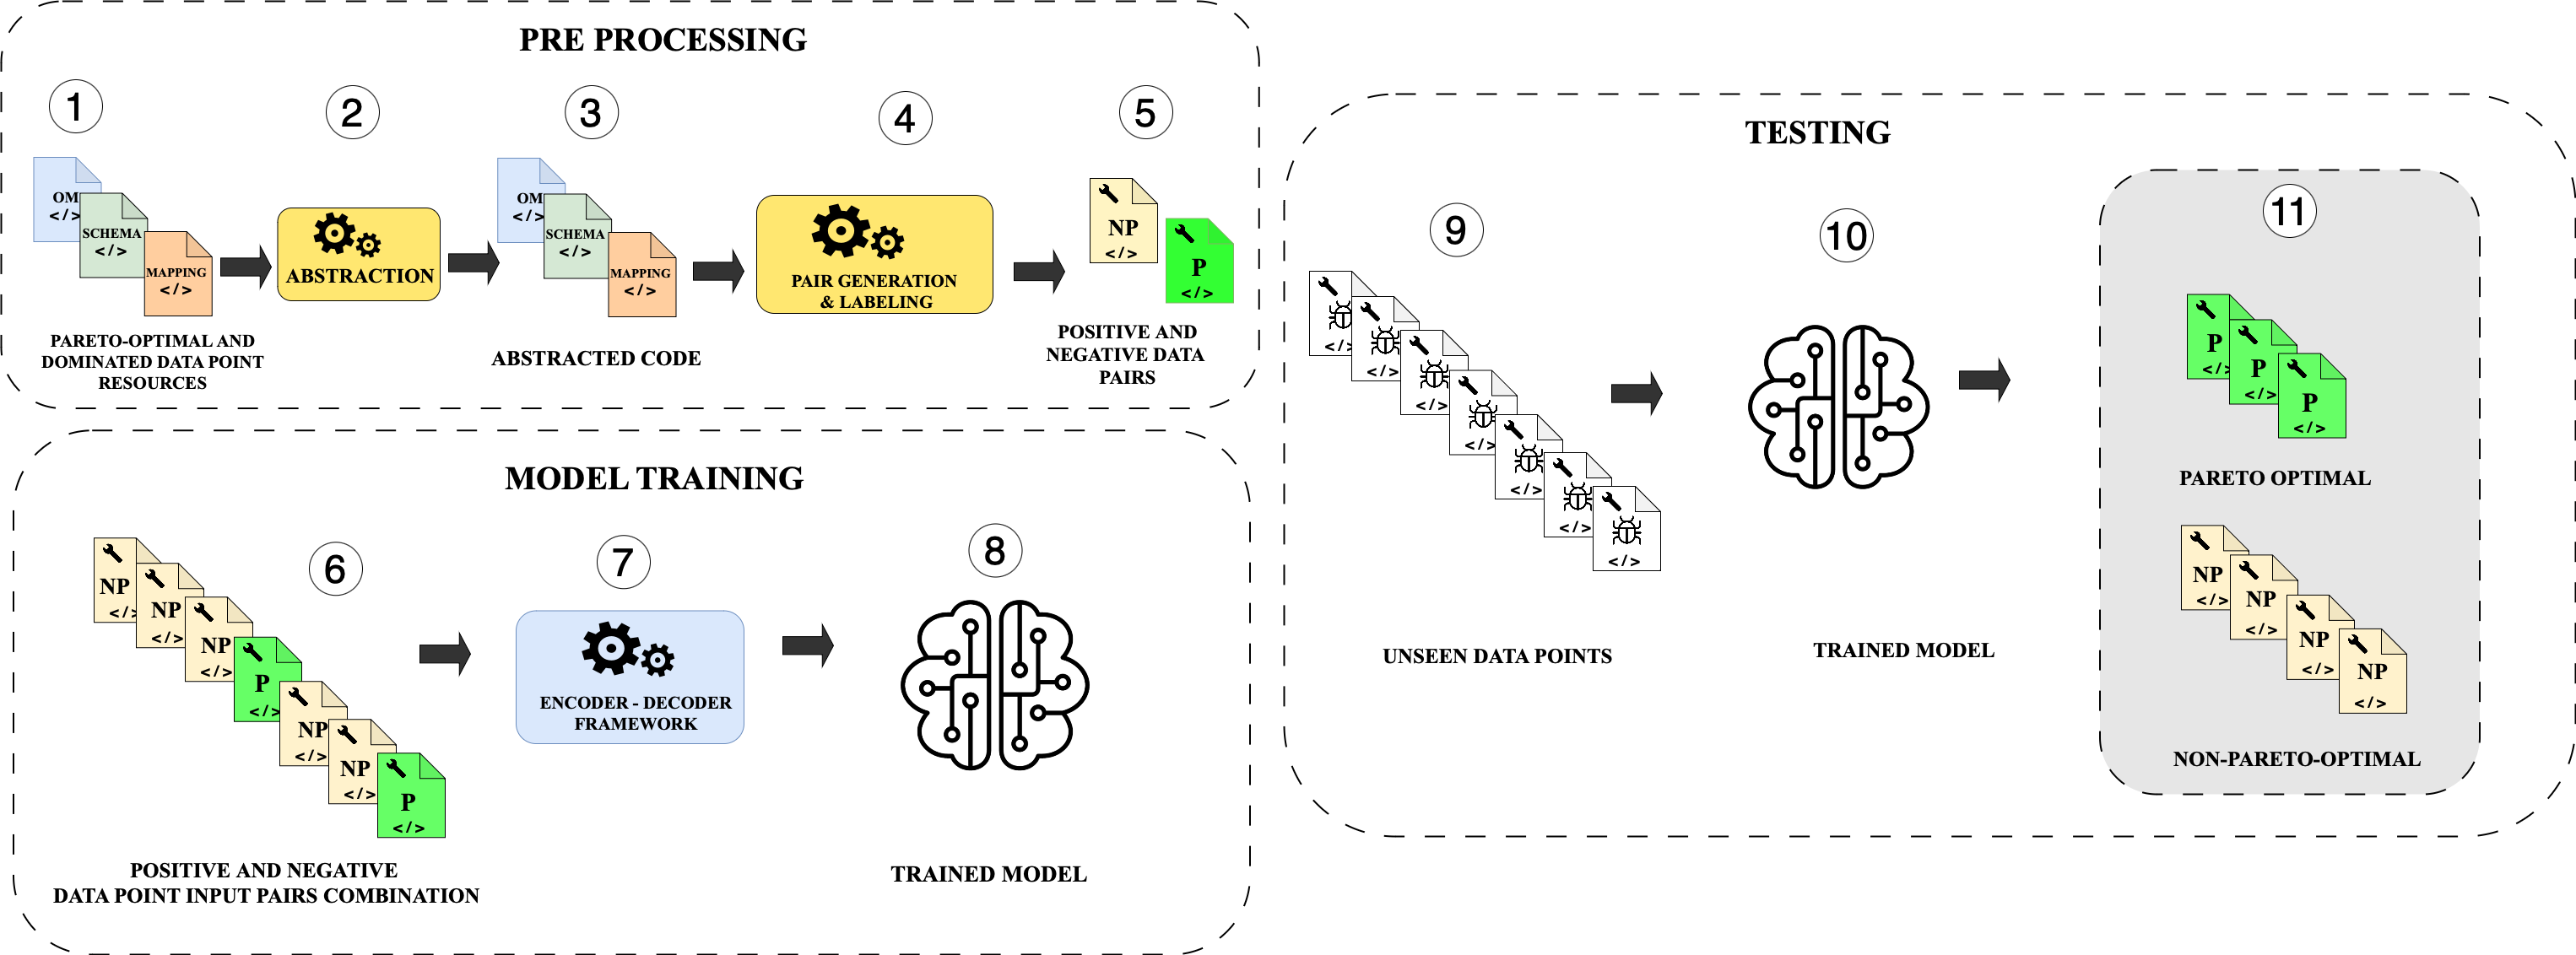 PRE PROCESSING
1
2
3
4
5
OM
</>
SCHEMA
</>
MAPPING
</>
ABSTRACTION
OM
</>
SCHEMA
</>
MAPPING
</>
PAIR GENERATION
& LABELING
NP
</>
P
</>
PARETO-OPTIMAL AND
DOMINATED DATA POINT
RESOURCES
ABSTRACTED CODE
POSITIVE AND
NEGATIVE DATA
PAIRS
MODEL TRAINING
6
7
8
NP
</>
NP
</>
NP
</>
P
</>
NP
</>
NP
</>
P
</>
ENCODER - DECODER
FRAMEWORK
POSITIVE AND NEGATIVE
DATA POINT INPUT PAIRS COMBINATION
TRAINED MODEL
TESTING
9
10
11
</>
</>
</>
</>
</>
</>
</>
UNSEEN DATA POINTS
TRAINED MODEL
P
</>
P
</>
P
</>
PARETO OPTIMAL
NP
</>
NP
</>
NP
</>
NP
</>
NON-PARETO-OPTIMAL